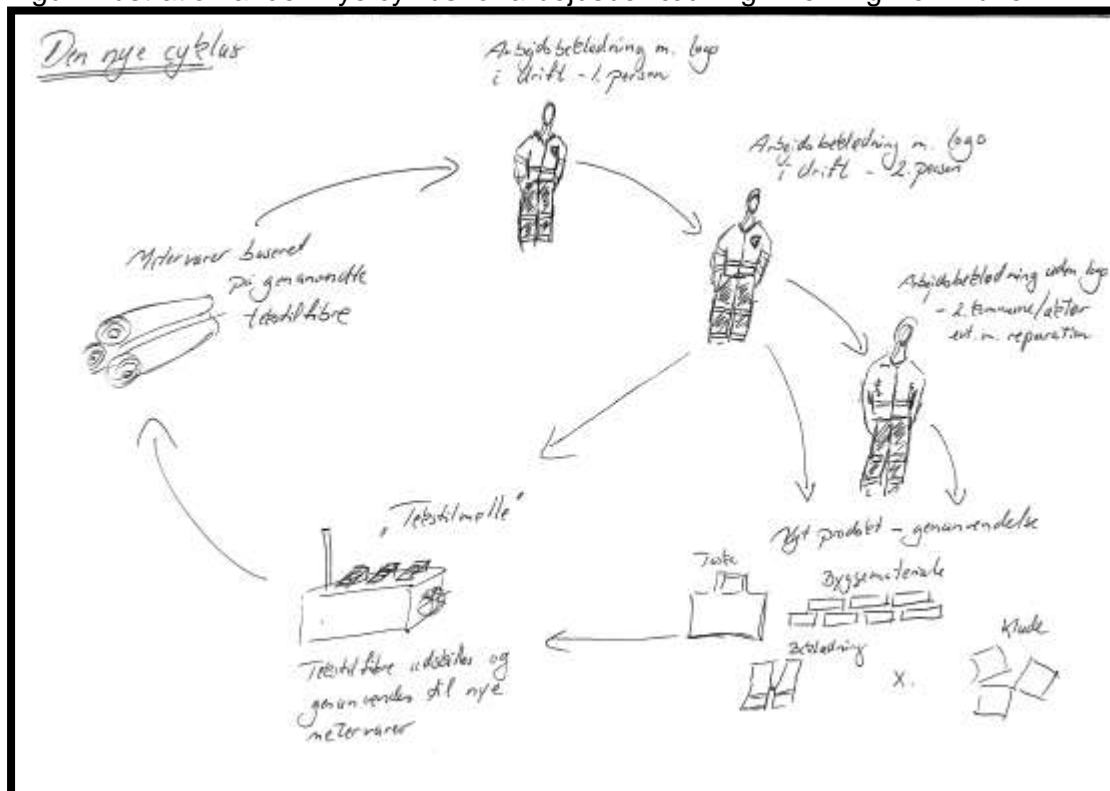 Den nye cyklus
Arbejdsbeklædning m. logo
i drift - 1. person
Arbejdsbeklædning m. logo
i drift - 2. person
Metervarer baseret
på genanvendte
tekstilfibre
Arbejdsbeklædning uden logo
- 2. /aktør
evt. m. reparation
"Tekstilmølle"
Nyt produkt - genanvendelse
Taske
Byggemateriale
Klude
Beklædning
X.
Tekstilfibre udskilles og
genanvendes til nye
metervarer